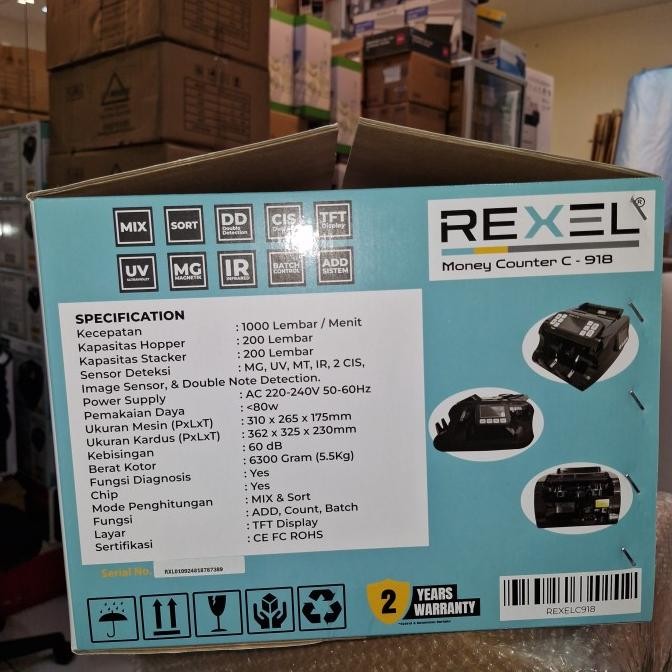 MIX
SORT
DD
Double
Detection
CIS
TFT
Display
UV
ULTRAVIOLET
MG
MAGNETIK
IR
INFRARED
BATCH
CONTROL
ADD
SISTEM
REXEL®
Money Counter C - 918
SPECIFICATION
Kecepatan : 1000 Lembar / Menit
Kapasitas Hopper : 200 Lembar
Kapasitas Stacker : 200 Lembar
Sensor Deteksi : MG, UV, MT, IR, 2 CIS,
Image Sensor, & Double Note Detection.
Power Supply : AC 220-240V 50-60Hz
Pemakaian Daya : <80w
Ukuran Mesin (PxLxT) : 310 x 265 x 175mm
Ukuran Kardus (PxLxT) : 362 x 325 x 230mm
Kebisingan : 60 dB
Berat Kotor : 6300 Gram (5.5Kg)
Fungsi Diagnosis : Yes
Chip : Yes
Mode Penghitungan : MIX & Sort
Fungsi : ADD, Count, Batch
Layar : TFT Display
Sertifikasi : CE FC ROHS
Serial No. RXL010924818787389
2 YEARS
WARRANTY
REXELC918